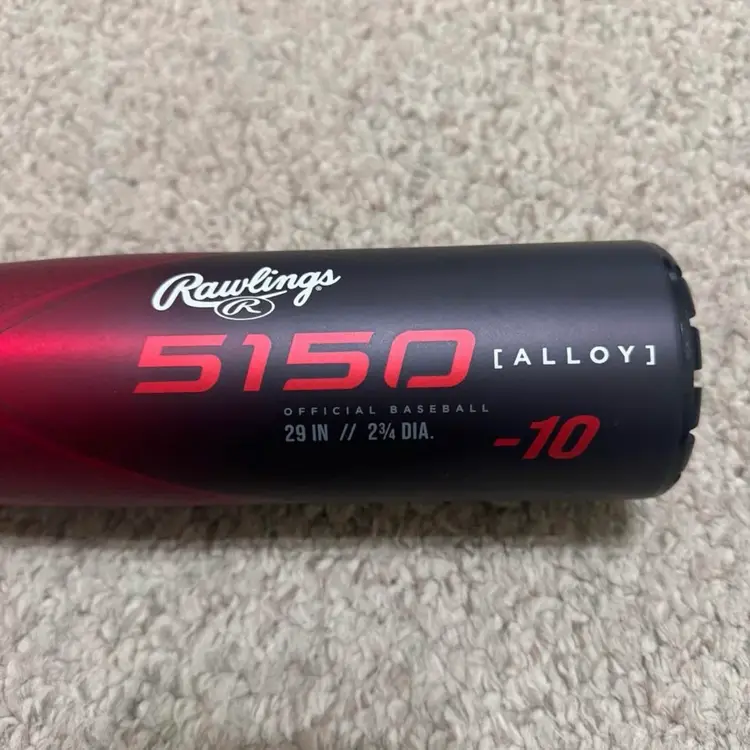 Rawlings
R
5150 [ALLOY]
OFFICIAL BASEBALL
29 IN // 2¾ DIA.
-10